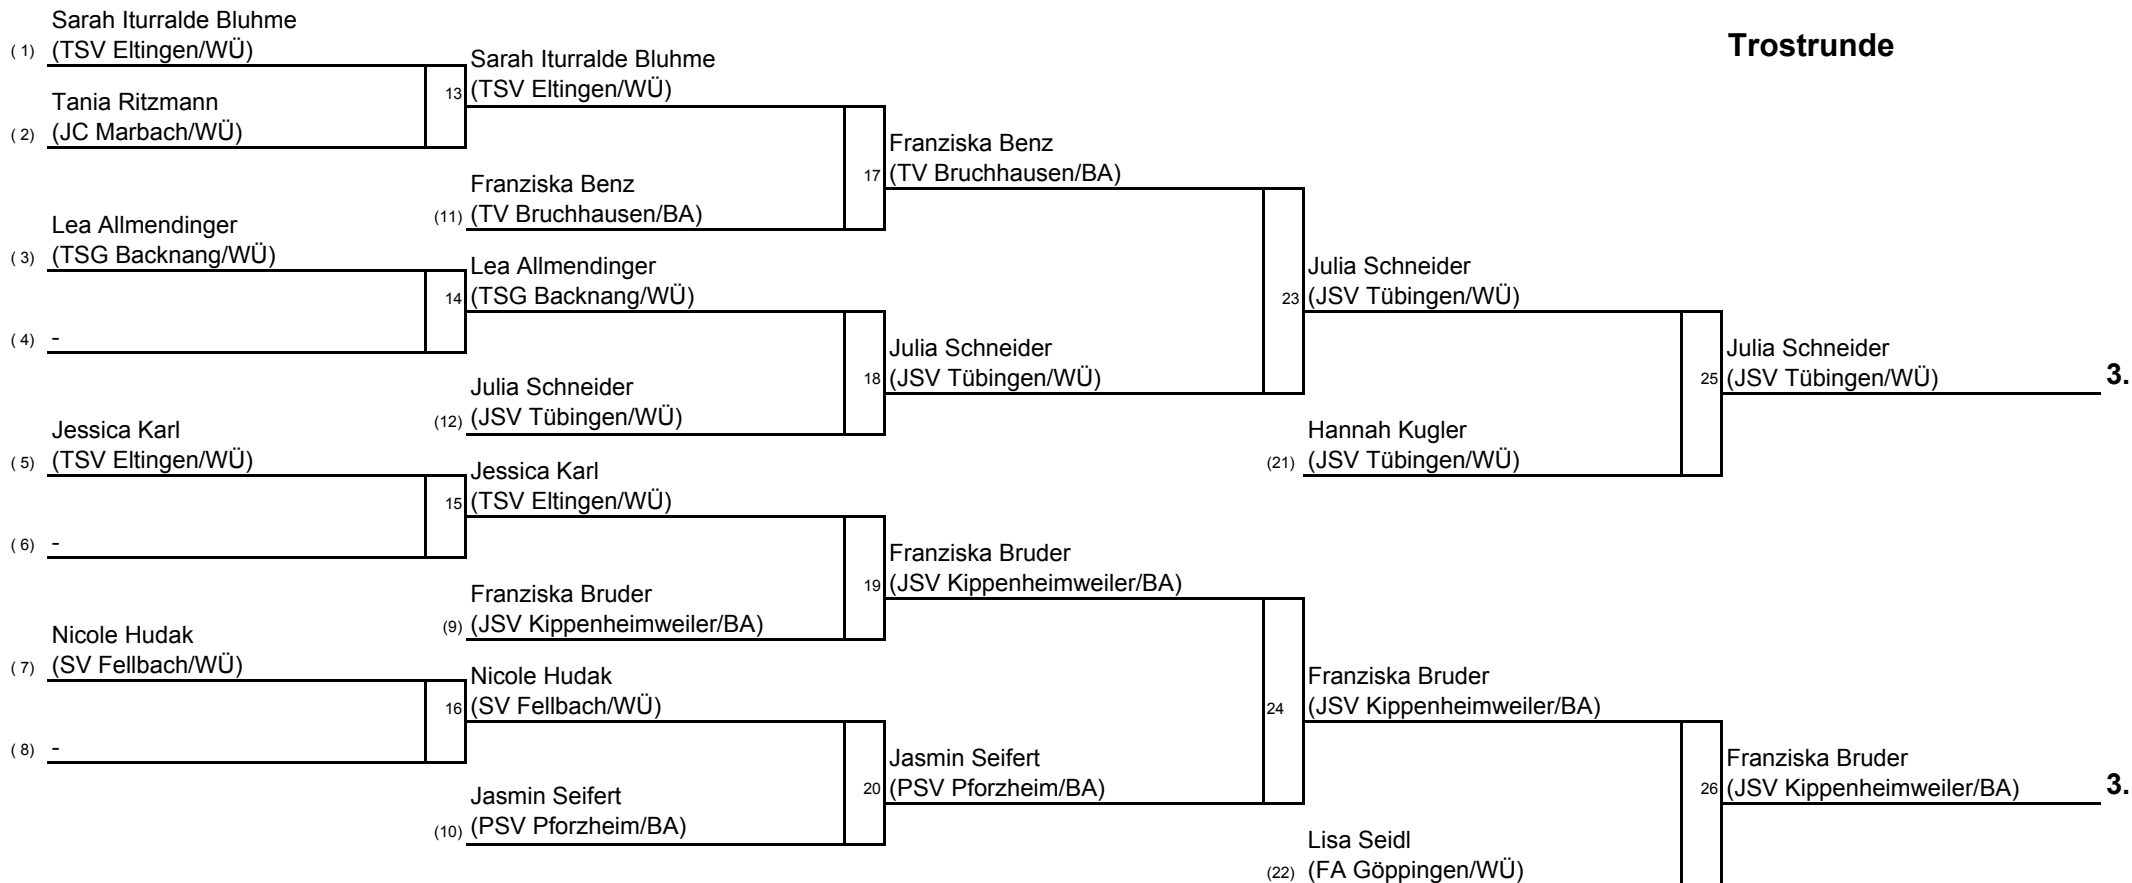 Trostrunde
Sarah Iturralde Bluhme
( 1) (TSV Eltingen/WÜ)
Tania Ritzmann
( 2) (JC Marbach/WÜ)
Lea Allmendinger
( 3) (TSG Backnang/WÜ)
( 4) -
Jessica Karl
( 5) (TSV Eltingen/WÜ)
( 6) -
Nicole Hudak
( 7) (SV Fellbach/WÜ)
( 8) -
Sarah Iturralde Bluhme
13 (TSV Eltingen/WÜ)
Franziska Benz
(11) (TV Bruchhausen/BA)
Lea Allmendinger
14 (TSG Backnang/WÜ)
Julia Schneider
(12) (JSV Tübingen/WÜ)
Jessica Karl
15 (TSV Eltingen/WÜ)
Franziska Bruder
(9) (JSV Kippenheimweiler/BA)
Nicole Hudak
16 (SV Fellbach/WÜ)
Jasmin Seifert
(10) (PSV Pforzheim/BA)
Franziska Benz
17 (TV Bruchhausen/BA)
Julia Schneider
18 (JSV Tübingen/WÜ)
Franziska Bruder
19 (JSV Kippenheimweiler/BA)
Jasmin Seifert
20 (PSV Pforzheim/BA)
Julia Schneider
23 (JSV Tübingen/WÜ)
Hannah Kugler
(21) (JSV Tübingen/WÜ)
Franziska Bruder
24 (JSV Kippenheimweiler/BA)
Lisa Seidl
(22) (FA Göppingen/WÜ)
Julia Schneider
25 (JSV Tübingen/WÜ) 3.
Franziska Bruder
26 (JSV Kippenheimweiler/BA) 3.